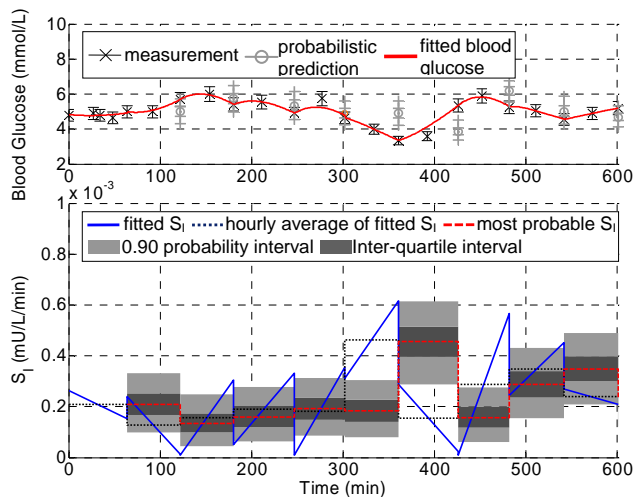 Blood Glucose (mmol/L)
10
8
6
4
2
measurement
probabilistic prediction
fitted blood glucose
0 100 200 300 400 500 600
x 10^-3
S_I (mU/L/min)
1
0.8
0.6
0.4
0.2
0
fitted S_I
hourly average of fitted S_I
most probable S_I
0.90 probability interval
Inter-quartile interval
0 100 200 300 400 500 600
Time (min)